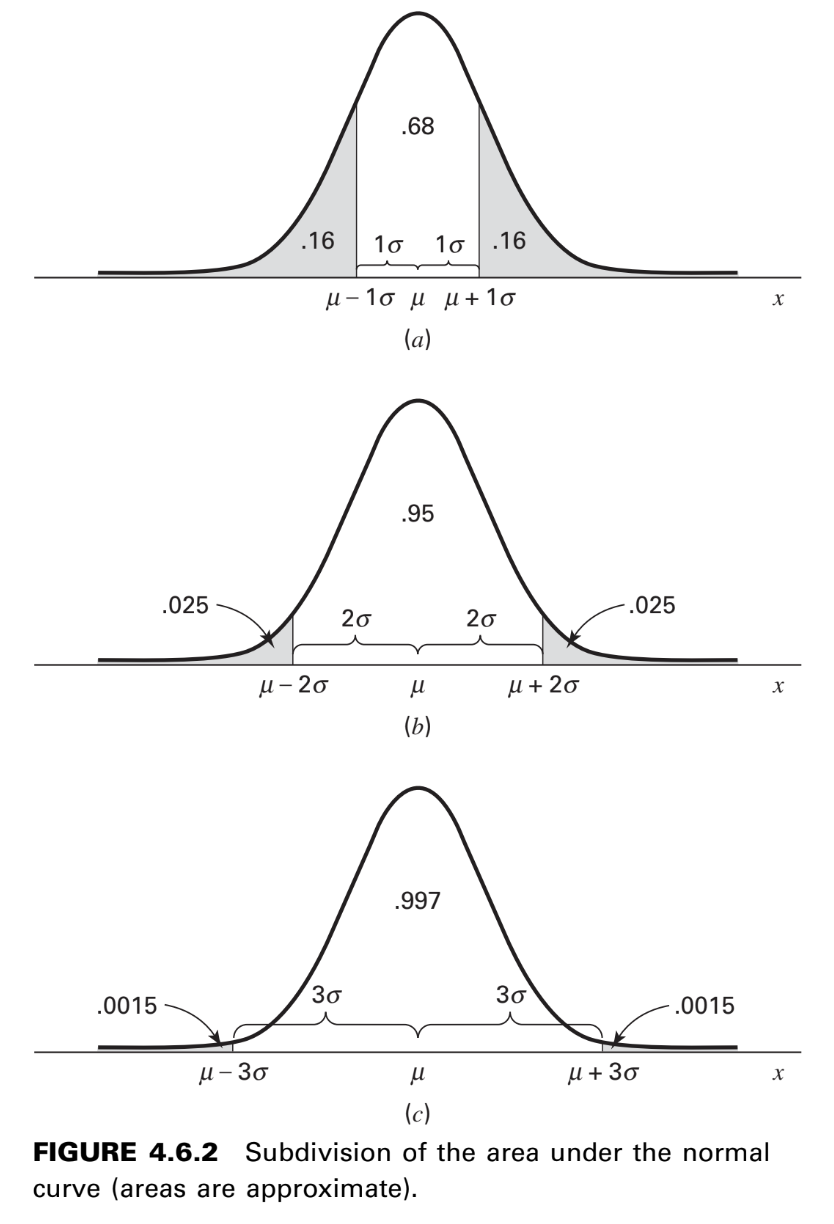 .68
.16 1σ 1σ .16
μ – 1σ μ μ + 1σ x
(a)
.95
.025 .025
2σ 2σ
μ – 2σ μ μ + 2σ x
(b)
.997
3σ 3σ
.0015 .0015
μ – 3σ μ μ + 3σ x
(c)
FIGURE 4.6.2 Subdivision of the area under the normal
curve (areas are approximate).